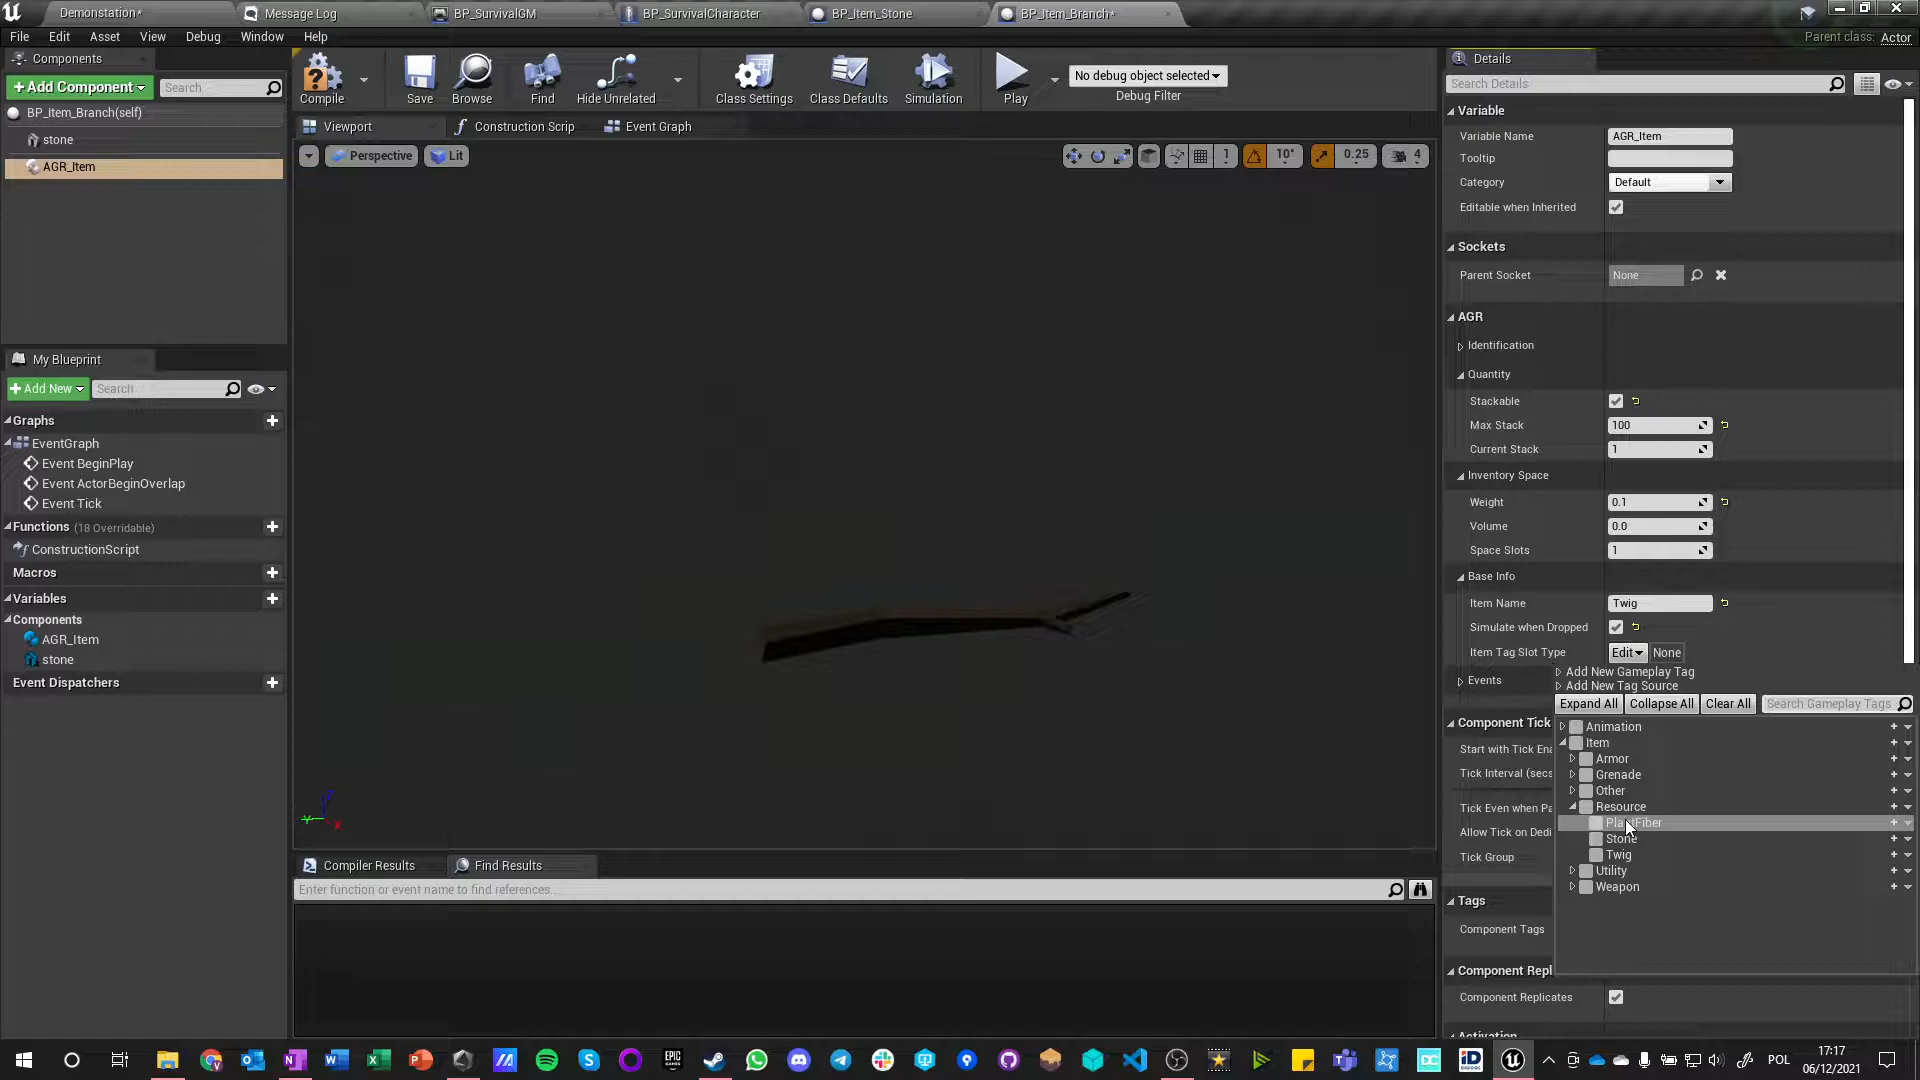 Demonstation*
Message Log
BP_SurvivalGM
BP_SurvivalCharacter
BP_Item_Stone
BP_Item_Branch*
File
Edit
Asset
View
Debug
Window
Help
Parent class: Actor
Components
+Add Component
Search
BP_Item_Branch(self)
stone
AGR_Item
Compile
Save
Browse
Find
Hide Unrelated
Class Settings
Class Defaults
Simulation
Play
No debug object selected
Debug Filter
Viewport
Construction Scrip
Event Graph
Perspective
Lit
1
10°
0.25
4
My Blueprint
+Add New
Search
Graphs
EventGraph
Event BeginPlay
Event ActorBeginOverlap
Event Tick
Functions (18 Overridable)
ConstructionScript
Macros
Variables
Components
AGR_Item
stone
Event Dispatchers
Compiler Results
Find Results
Enter function or event name to find references...
Details
Search Details
Variable
Variable Name AGR_Item
Tooltip
Category Default
Editable when Inherited
Sockets
Parent Socket None
AGR
Identification
Quantity
Stackable
Max Stack 100
Current Stack 1
Inventory Space
Weight 0.1
Volume 0.0
Space Slots 1
Base Info
Item Name Twig
Simulate when Dropped
Item Tag Slot Type Edit None
Events
Add New Gameplay Tag
Add New Tag Source
Expand All Collapse All Clear All Search Gameplay Tags
Animation
Item
Armor
Grenade
Other
Resource
PlantFiber
Stone
Twig
Utility
Weapon
Component Tick
Start with Tick Ena
Tick Interval (secs
Tick Even when Pa
Allow Tick on Dedi
Tick Group
Tags
Component Tags
Component Repl
Component Replicates
Activation
POL
17:17
06/12/2021